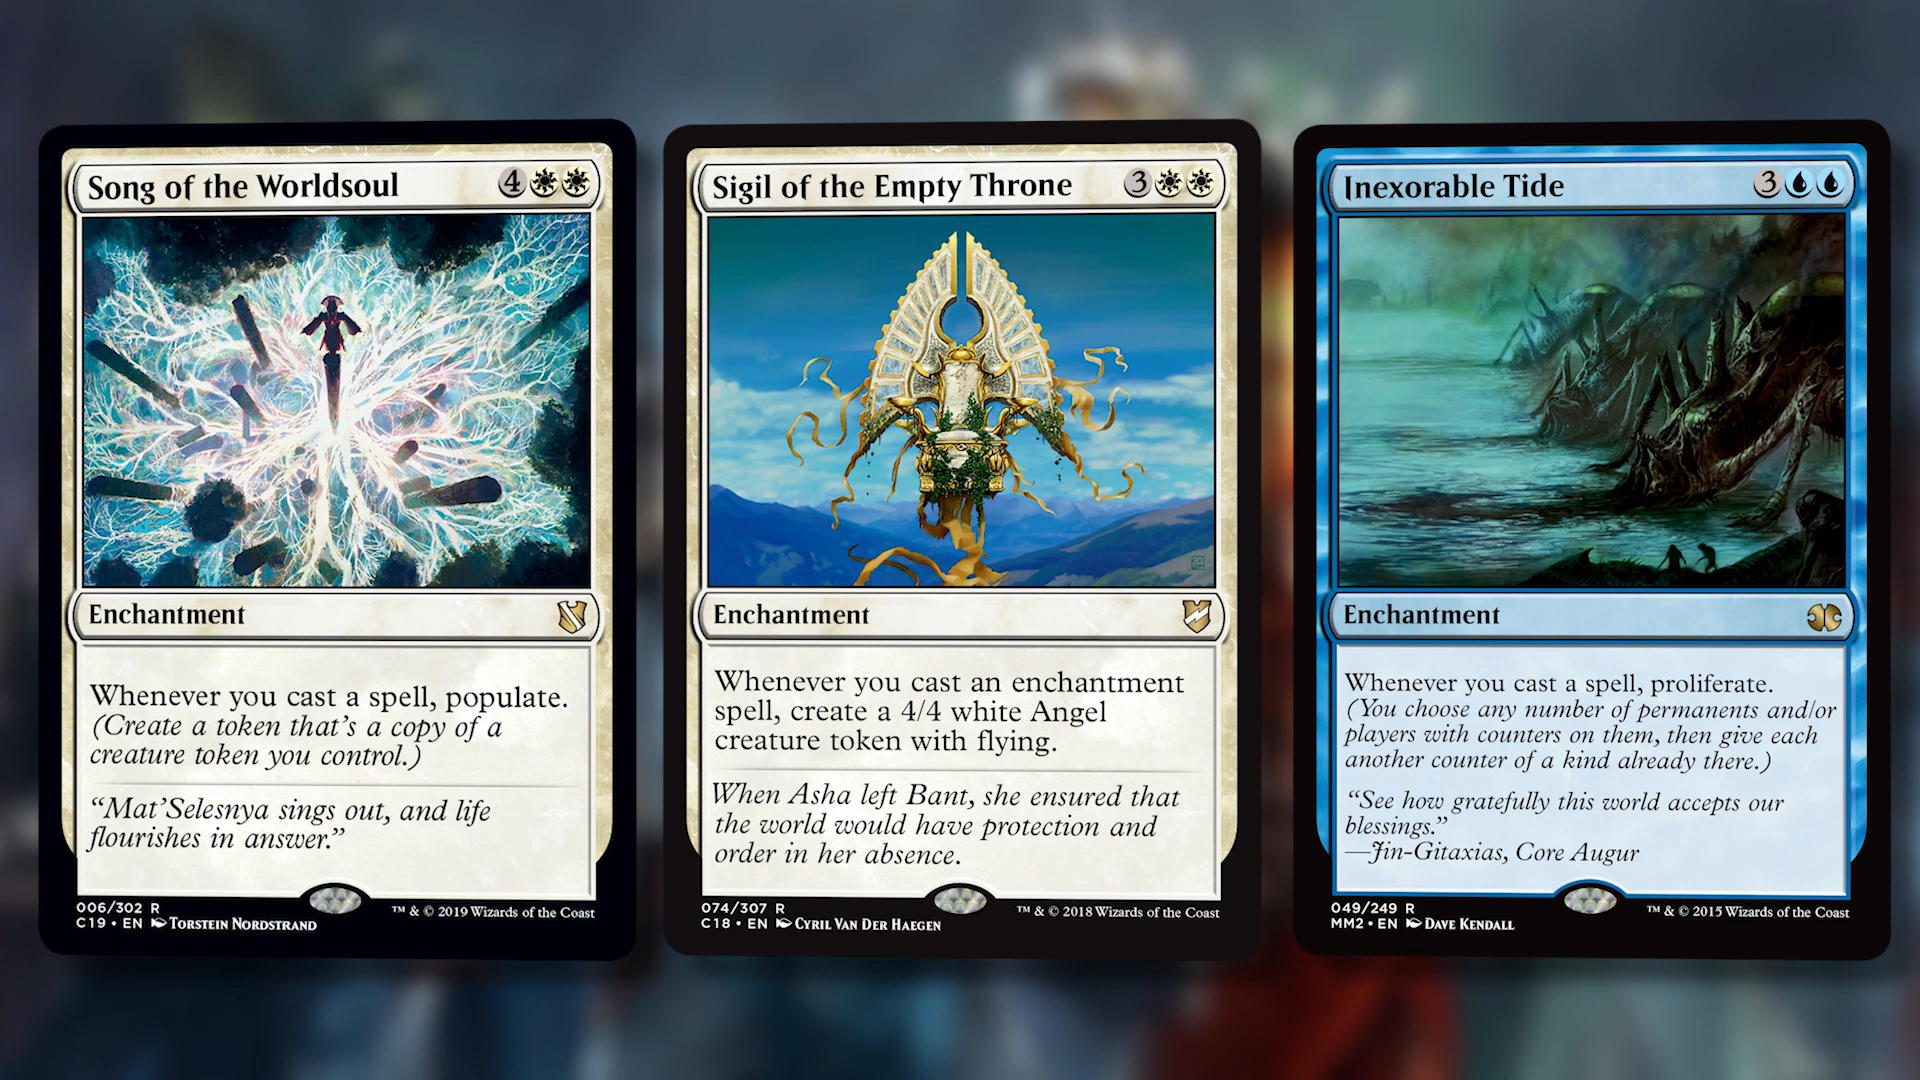 Song of the Worldsoul 4
Enchantment
Whenever you cast a spell, populate.
(Create a token that's a copy of a
creature token you control.)
“Mat'Selesnya sings out, and life
flourishes in answer.”
006/302 R
C19 • EN Torstein Nordstrand
™ & © 2019 Wizards of the Coast
Sigil of the Empty Throne 3
Enchantment
Whenever you cast an enchantment
spell, create a 4/4 white Angel
creature token with flying.
When Asha left Bant, she ensured that
the world would have protection and
order in her absence.
074/307 R
C18 • EN Cyril Van Der Haegen
™ & © 2018 Wizards of the Coast
Inexorable Tide 3
Enchantment
Whenever you cast a spell, proliferate.
(You choose any number of permanents and/or
players with counters on them, then give each
another counter of a kind already there.)
“See how gratefully this world accepts our
blessings.”
—Jin-Gitaxias, Core Augur
049/249 R
MM2 • EN Dave Kendall
™ & © 2015 Wizards of the Coast